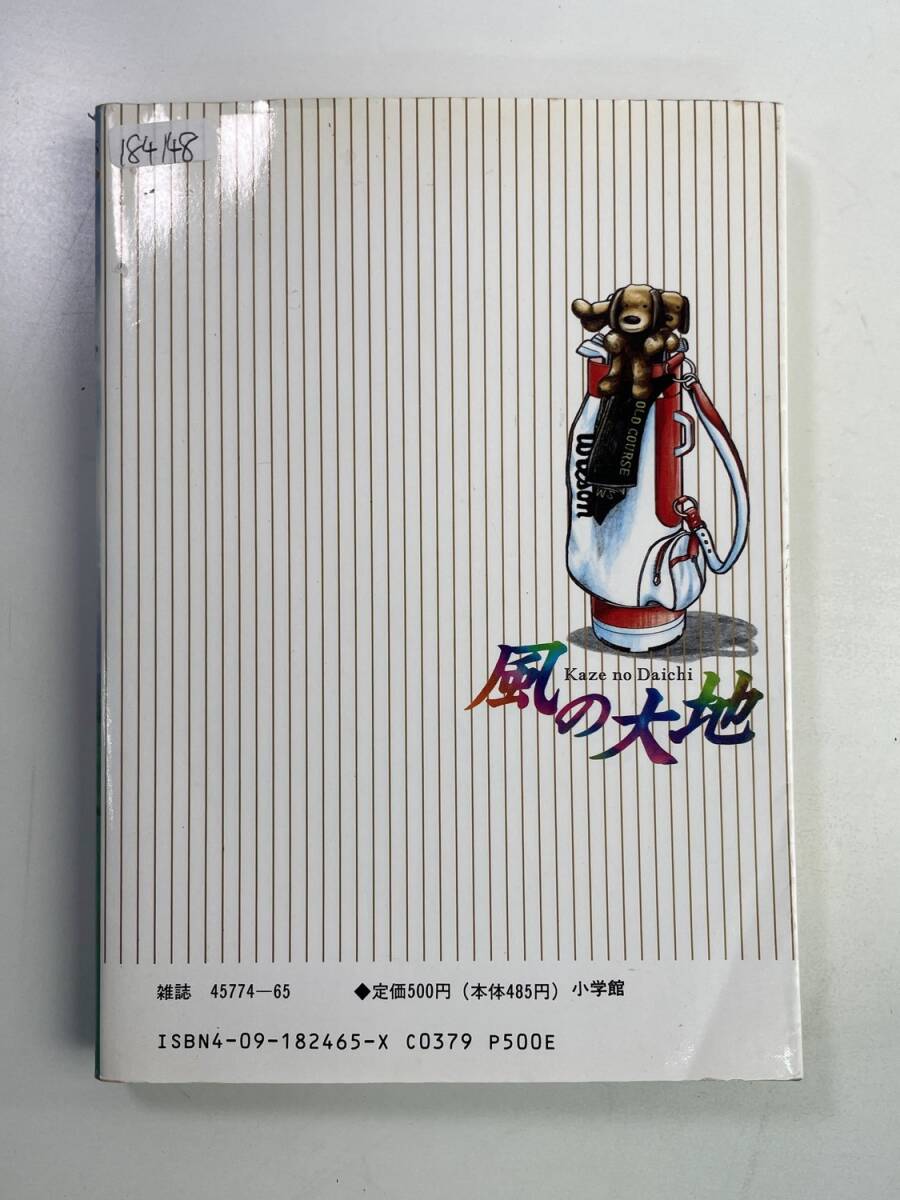 184148
OLD COURSE
Wilson
Kaze no Daichi
風の大地
雑誌 45774-65 ◆定価500円(本体485円) 小学館
ISBN4-09-182465-X C0379 P500E